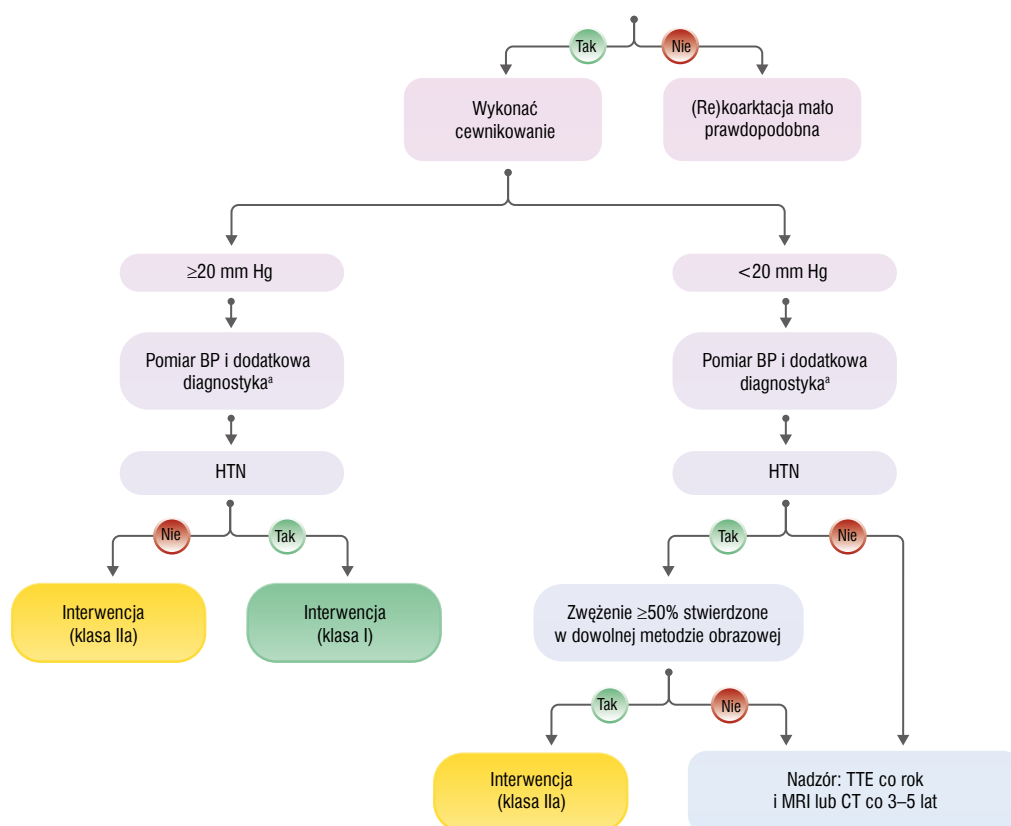 Tak
Nie
Wykonać
cewnikowanie
(Re)koarktacja mało
prawdopodobna
≥20 mm Hg
<20 mm Hg
Pomiar BP i dodatkowa
diagnostykaᵃ
Pomiar BP i dodatkowa
diagnostykaᵃ
HTN
HTN
Nie
Tak
Tak
Nie
Interwencja
(klasa IIa)
Interwencja
(klasa I)
Zwężenie ≥50% stwierdzone
w dowolnej metodzie obrazowej
Tak
Nie
Interwencja
(klasa IIa)
Nadzór: TTE co rok
i MRI lub CT co 3–5 lat